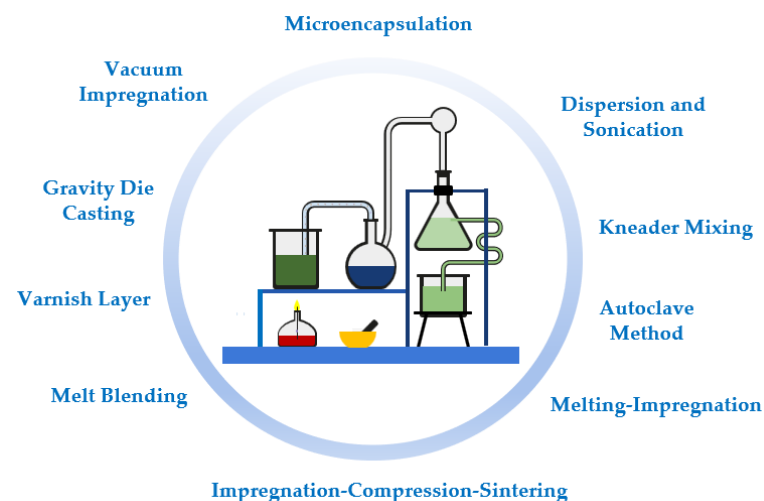 Microencapsulation
Vacuum
Impregnation
Dispersion and
Sonication
Gravity Die
Casting
Kneader Mixing
Varnish Layer
Autoclave
Method
Melt Blending
Melting-Impregnation
Impregnation-Compression-Sintering